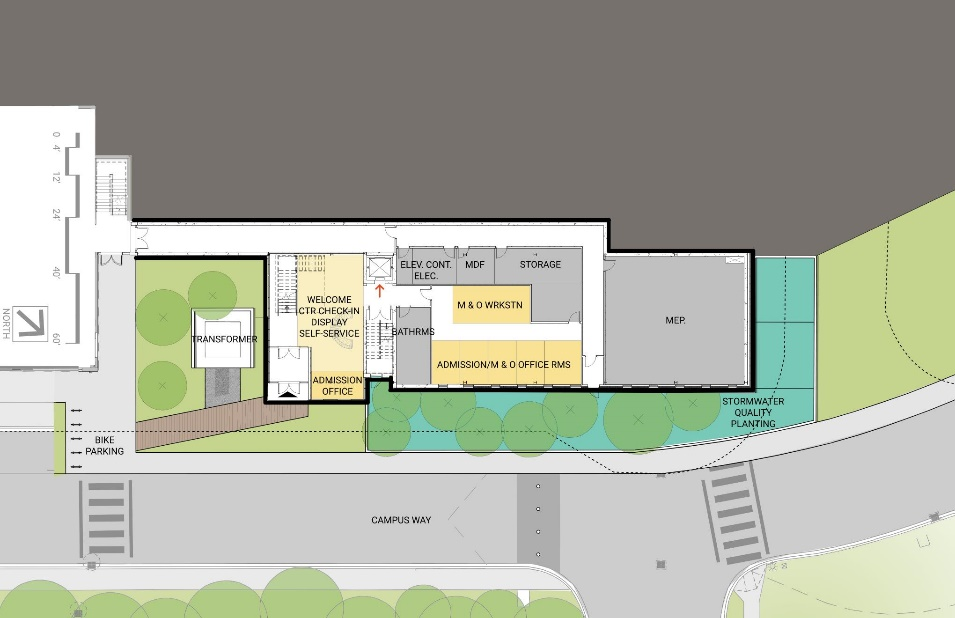 0
4'
12'
24'
40'
60'
NORTH
ELEV. CONT.
ELEC.
MDF
STORAGE
WELCOME
CTR CHECK-IN
DISPLAY
SELF-SERVICE
M & O WRKSTN
BATHRMS
MEP.
TRANSFORMER
ADMISSION/M & O OFFICE RMS
ADMISSION
OFFICE
STORMWATER
QUALITY
PLANTING
BIKE
PARKING
CAMPUS WAY